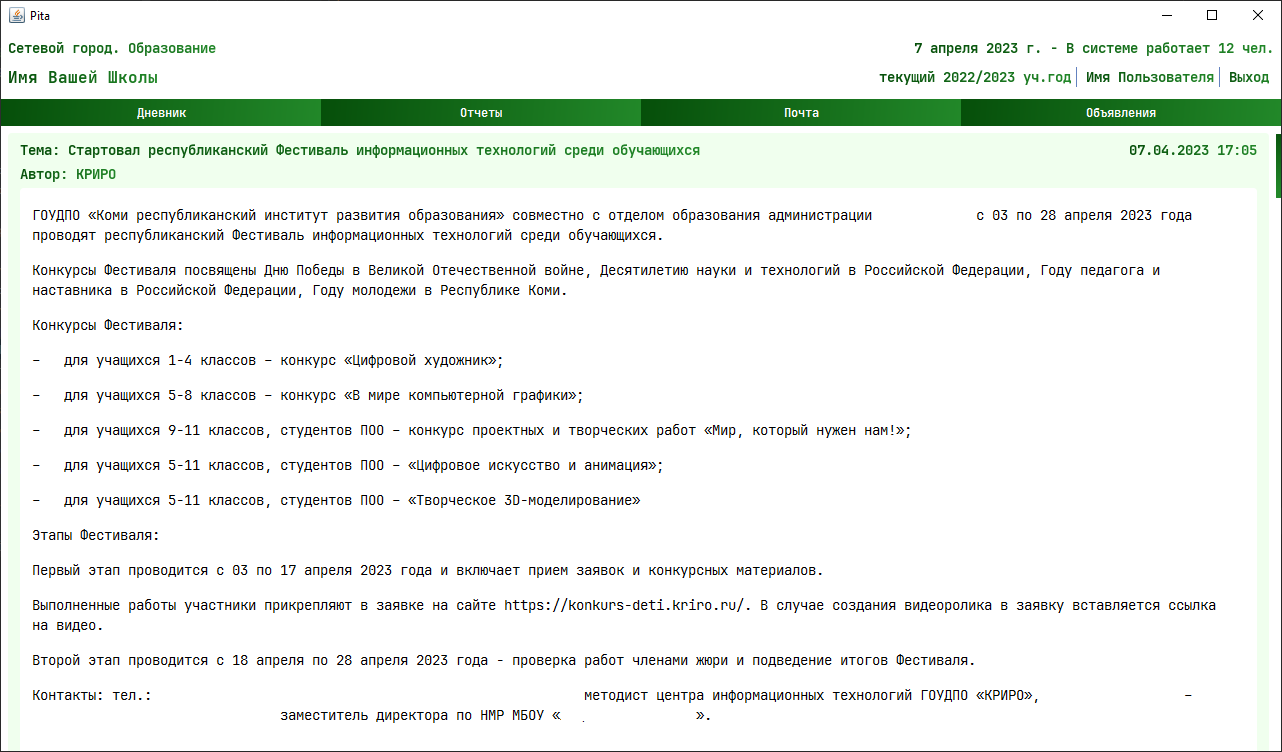 Pita
Сетевой город. Образование
7 апреля 2023 г. - В системе работает 12 чел.
Имя Вашей Школы
текущий 2022/2023 уч.год
Имя Пользователя
Выход
Дневник
Отчеты
Почта
Объявления
Тема: Стартовал республиканский Фестиваль информационных технологий среди обучающихся
07.04.2023 17:05
Автор: КРИРО
ГОУДПО «Коми республиканский институт развития образования» совместно с отделом образования администрации с 03 по 28 апреля 2023 года
проводят республиканский Фестиваль информационных технологий среди обучающихся.
Конкурсы Фестиваля посвящены Дню Победы в Великой Отечественной войне, Десятилетию науки и технологий в Российской Федерации, Году педагога и
наставника в Российской Федерации, Году молодежи в Республике Коми.
Конкурсы Фестиваля:
– для учащихся 1-4 классов – конкурс «Цифровой художник»;
– для учащихся 5-8 классов – конкурс «В мире компьютерной графики»;
– для учащихся 9-11 классов, студентов ПОО – конкурс проектных и творческих работ «Мир, который нужен нам!»;
– для учащихся 5-11 классов, студентов ПОО – «Цифровое искусство и анимация»;
– для учащихся 5-11 классов, студентов ПОО – «Творческое 3D-моделирование»
Этапы Фестиваля:
Первый этап проводится с 03 по 17 апреля 2023 года и включает прием заявок и конкурсных материалов.
Выполненные работы участники прикрепляют в заявке на сайте https://konkurs-deti.kriro.ru/. В случае создания видеоролика в заявку вставляется ссылка
на видео.
Второй этап проводится с 18 апреля по 28 апреля 2023 года - проверка работ членами жюри и подведение итогов Фестиваля.
Контакты: тел.: методист центра информационных технологий ГОУДПО «КРИРО», –
заместитель директора по НМР МБОУ « ».